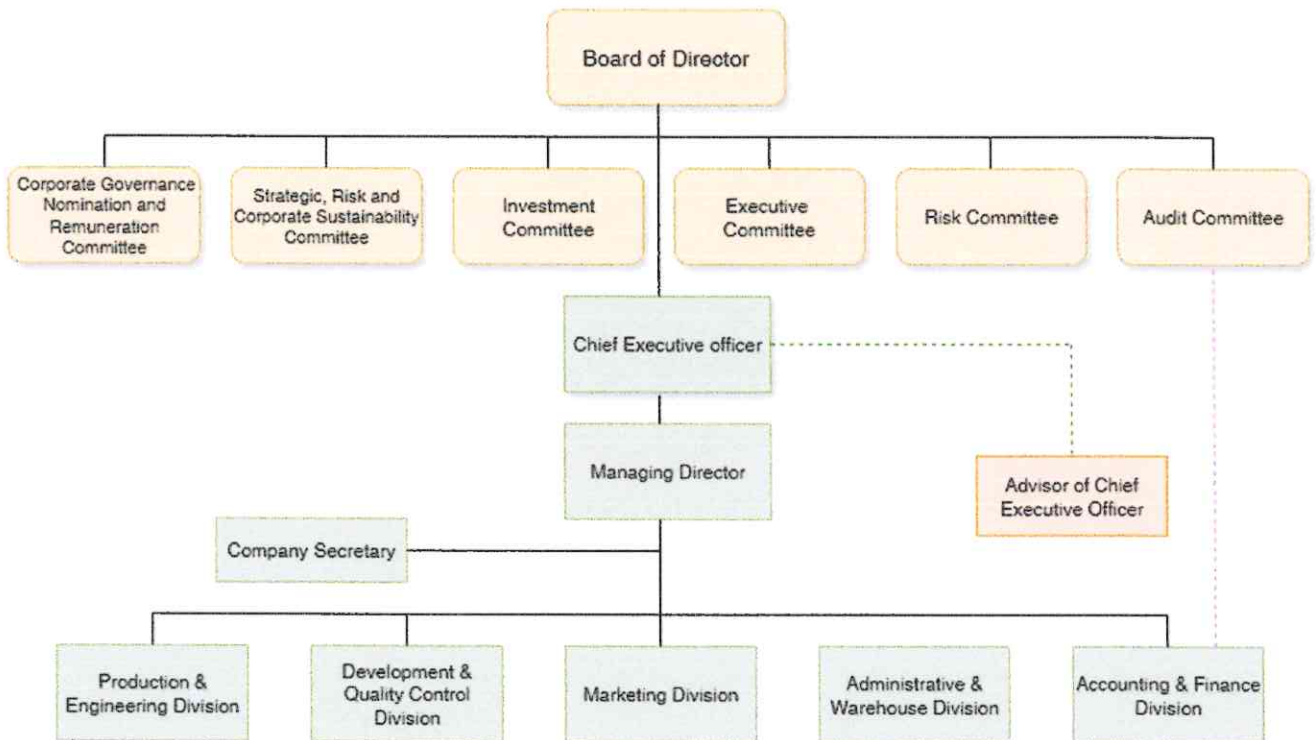 Board of Director
Corporate Governance
Nomination and
Remuneration
Committee
Strategic, Risk and
Corporate Sustainability
Committee
Investment
Committee
Executive
Committee
Risk Committee
Audit Committee
Chief Executive officer
Managing Director
Advisor of Chief
Executive Officer
Company Secretary
Production &
Engineering Division
Development &
Quality Control
Division
Marketing Division
Administrative &
Warehouse Division
Accounting & Finance
Division